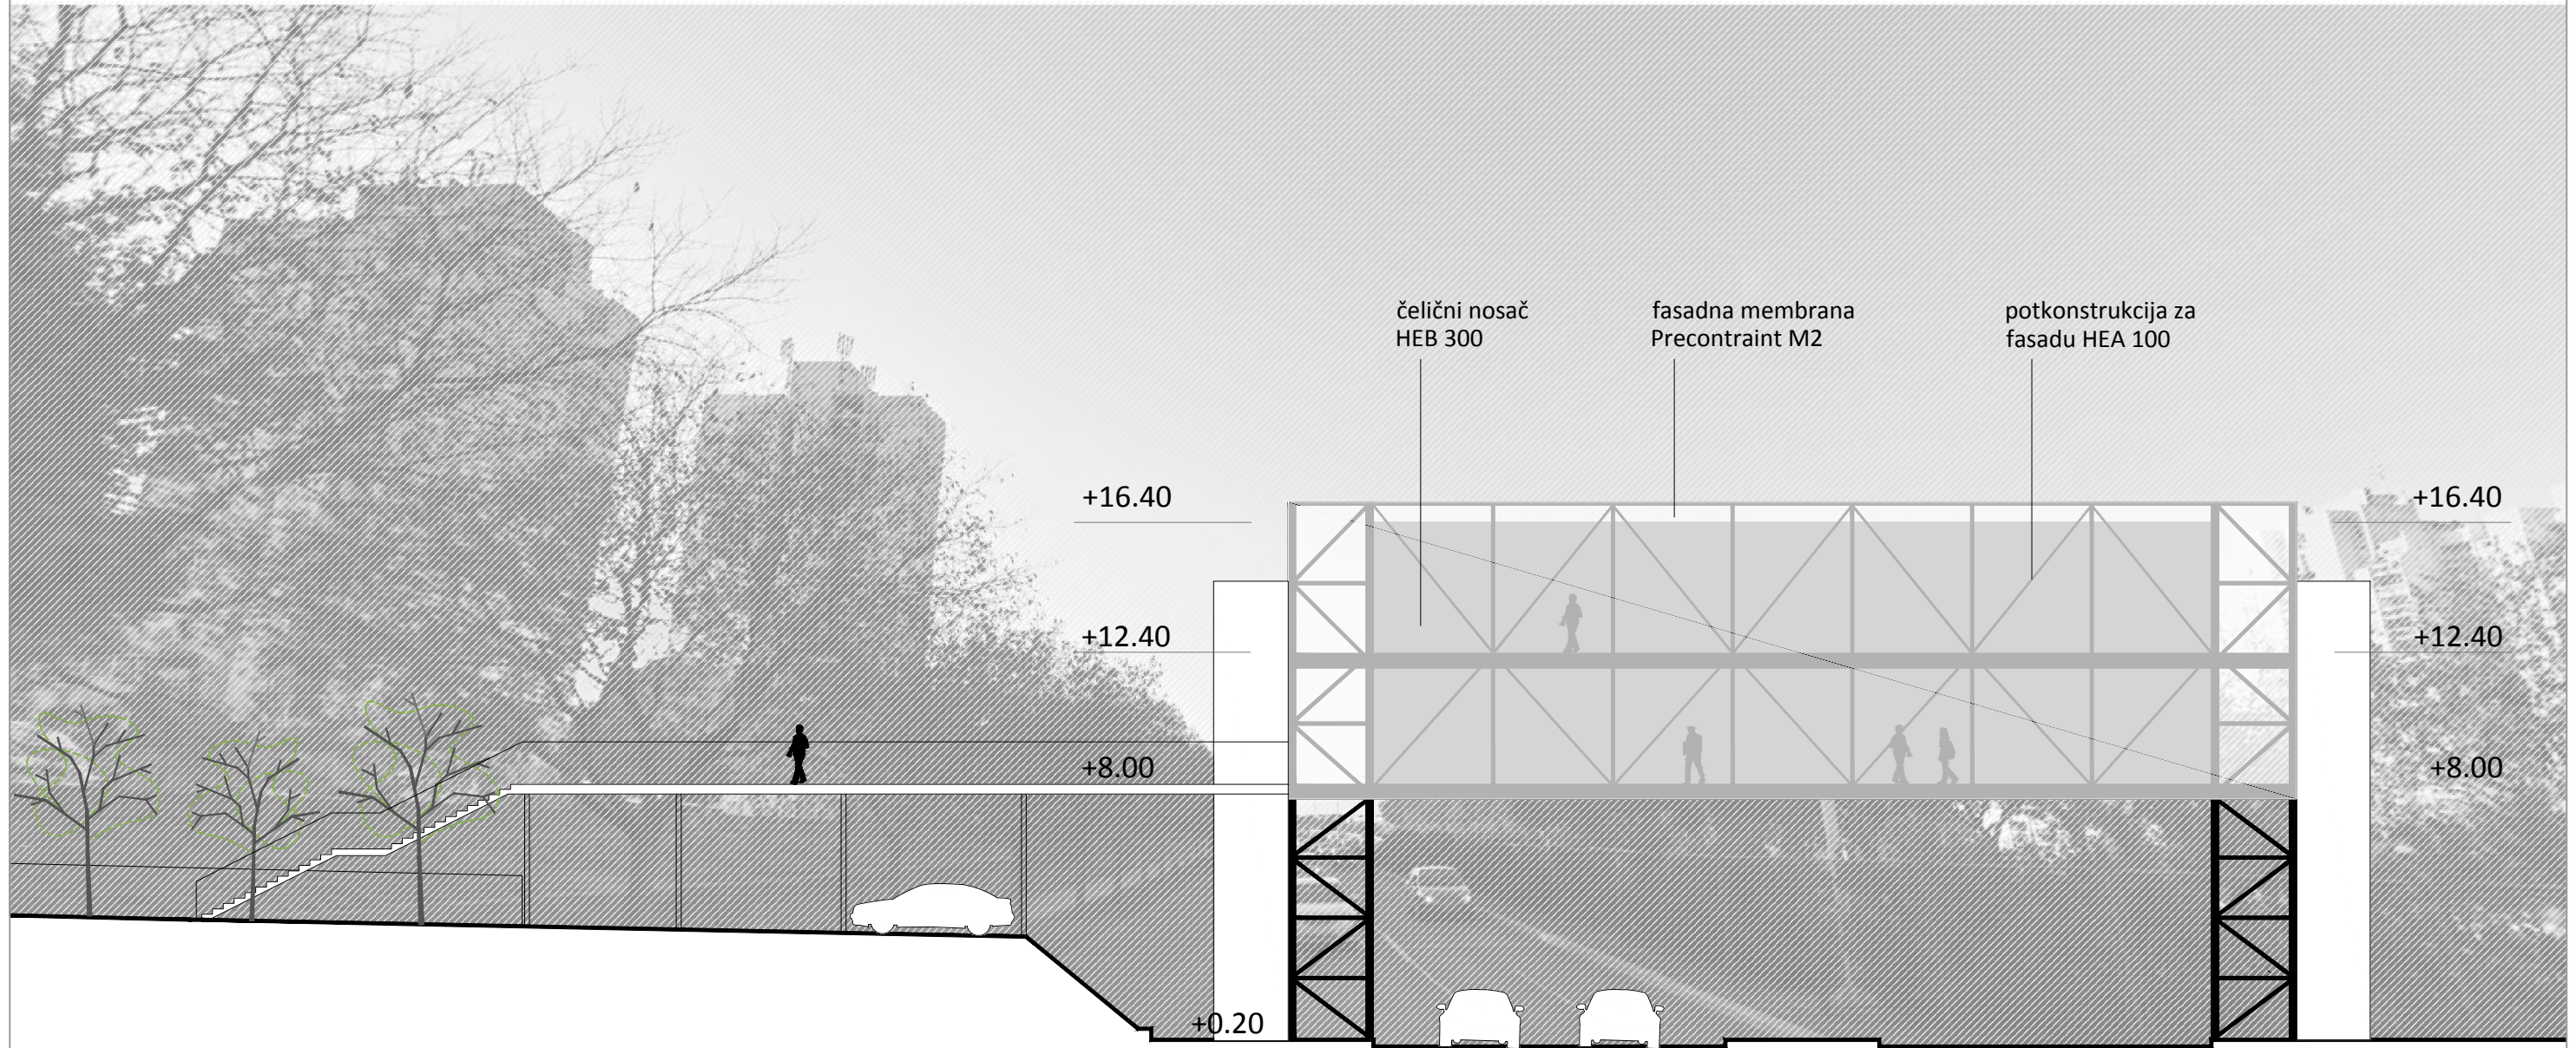 čelični nosač
HEB 300
fasadna membrana
Precontraint M2
potkonstrukcija za
fasadu HEA 100
+16.40
+16.40
+12.40
+12.40
+8.00
+8.00
+0.20